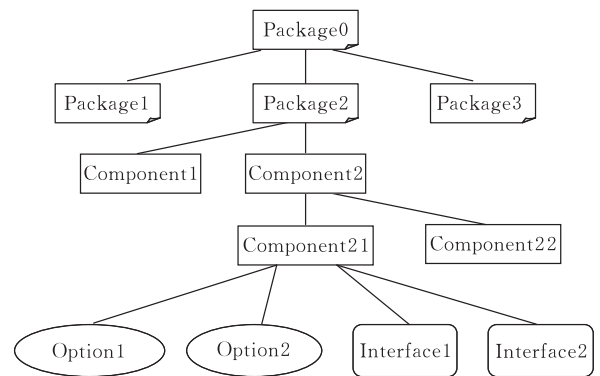 Package0
Package1
Package2
Package3
Component1
Component2
Component21
Component22
Option1
Option2
Interface1
Interface2